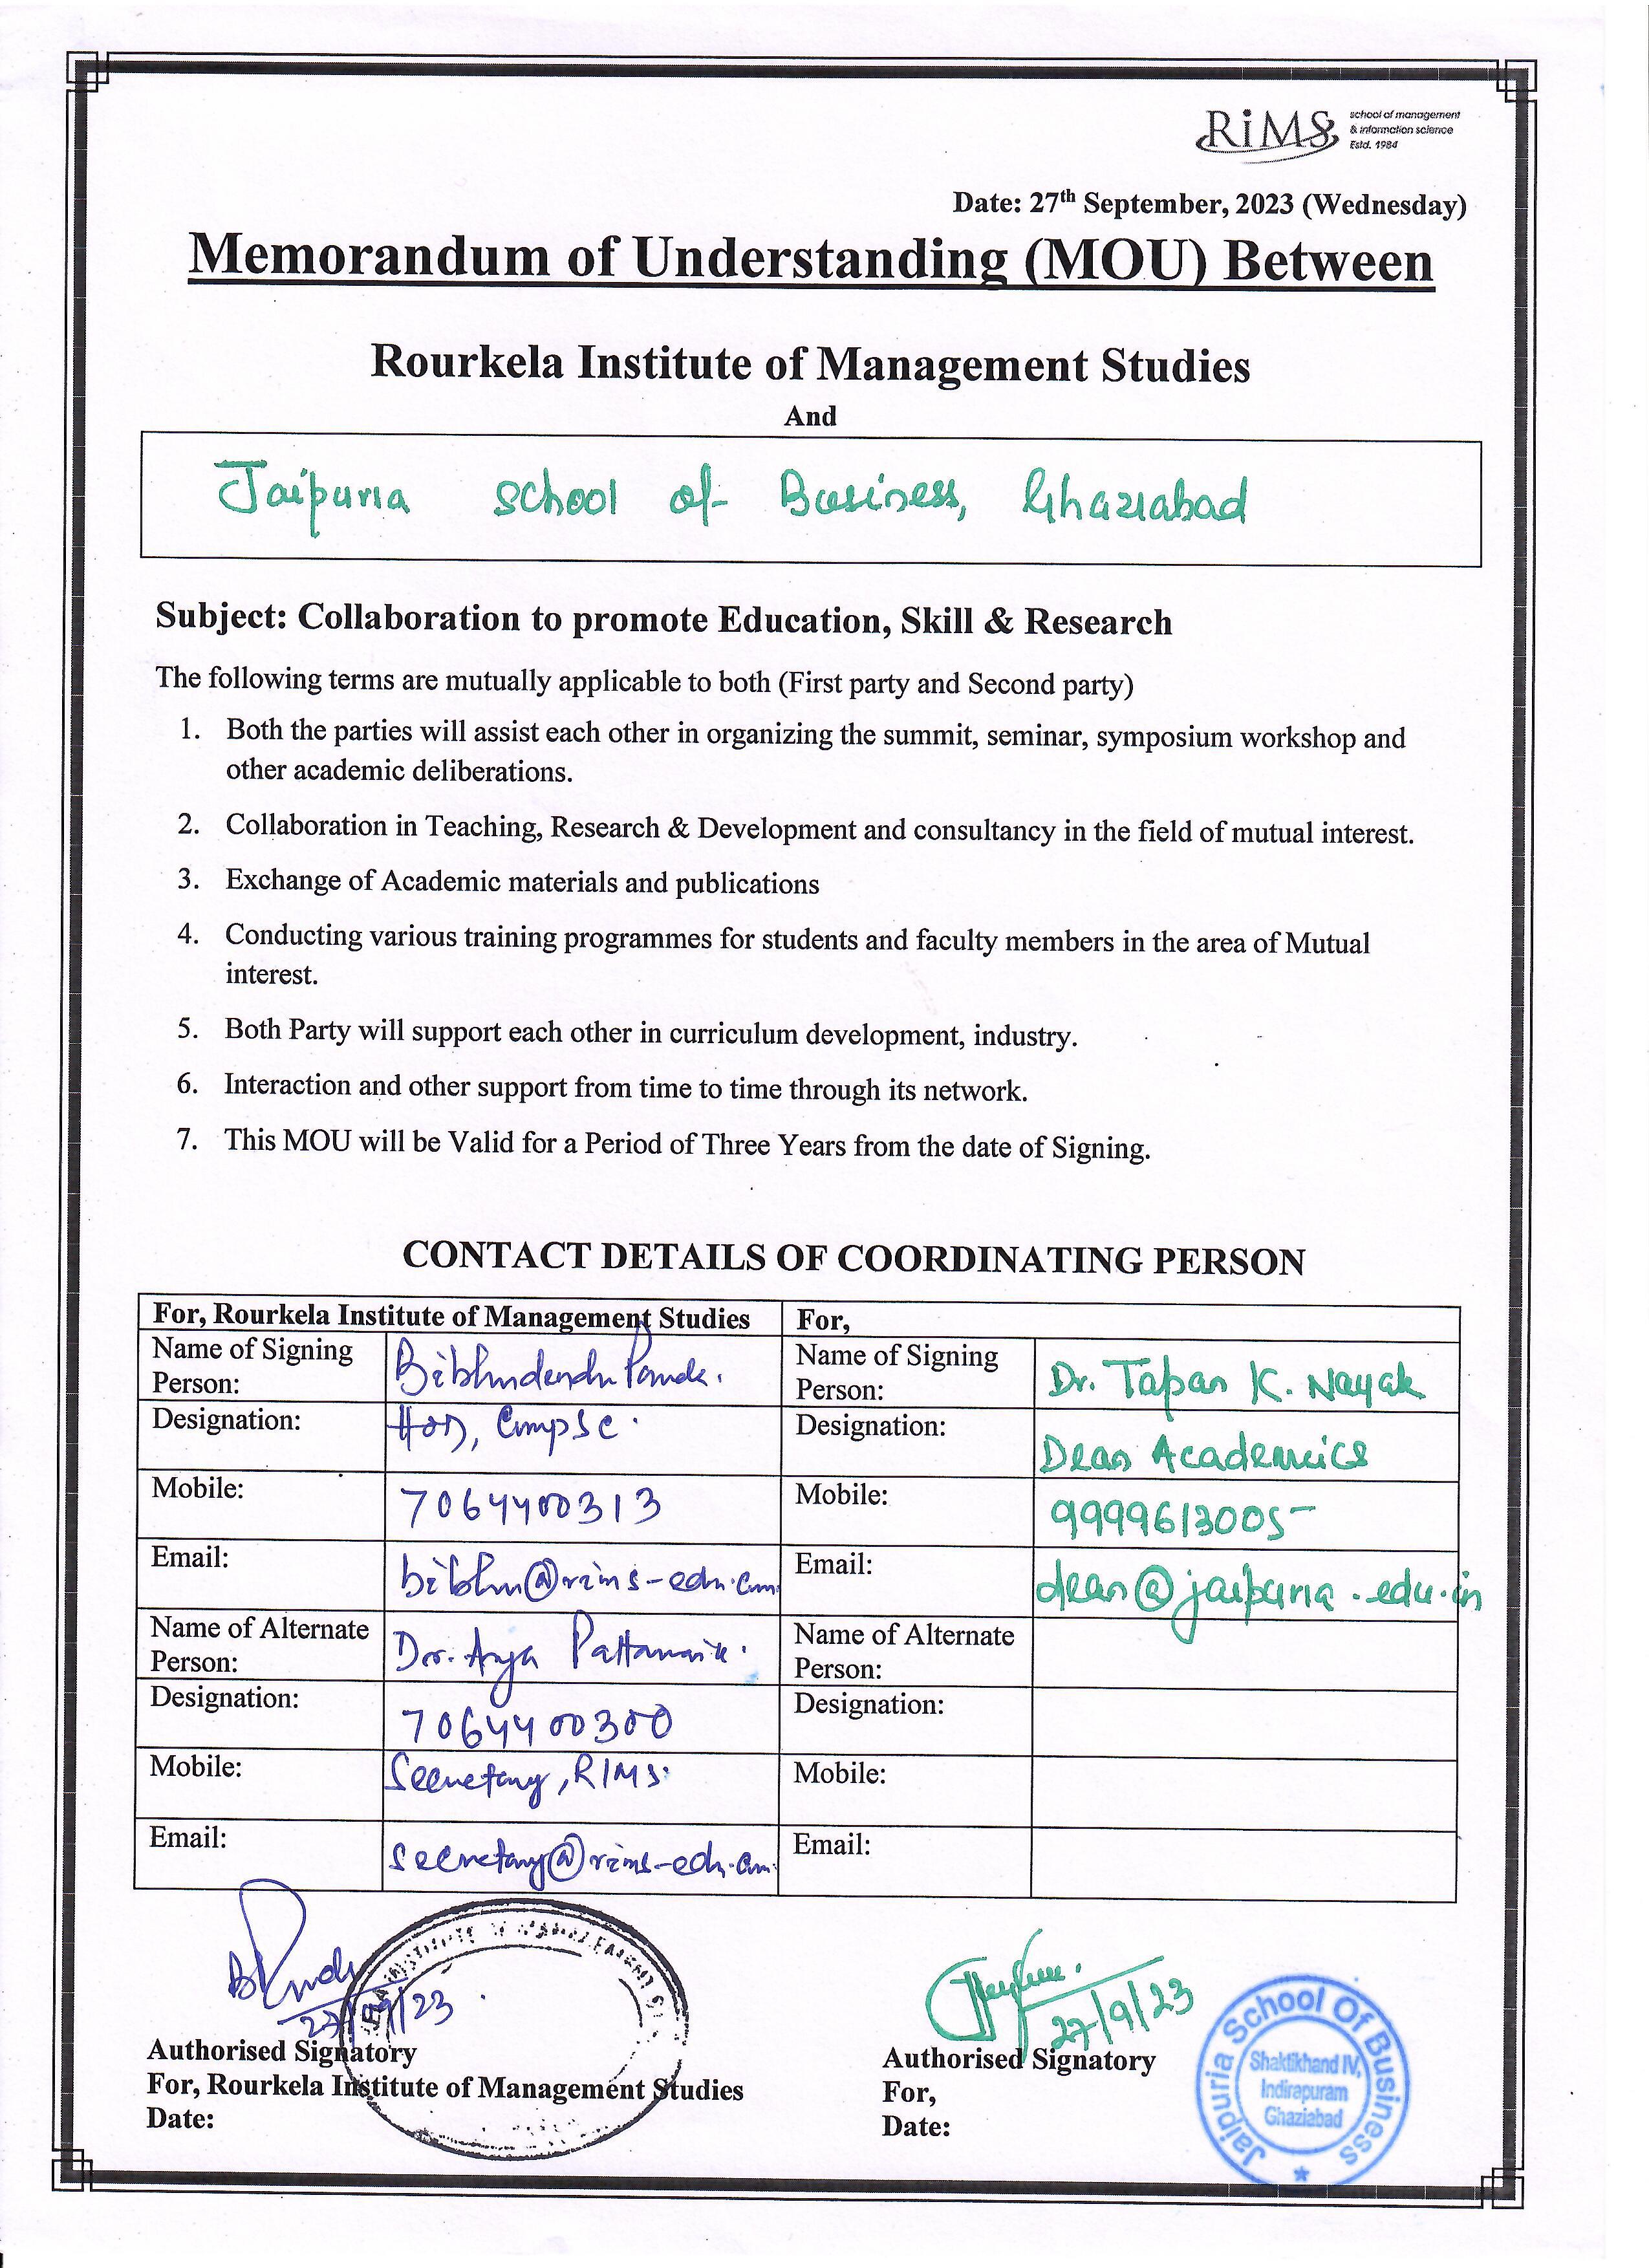 RiMS school of management
& information science
Estd. 1984
Date: 27th September, 2023 (Wednesday)
Memorandum of Understanding (MOU) Between
Rourkela Institute of Management Studies
And
Jaipuria School of Business, Ghaziabad
Subject: Collaboration to promote Education, Skill & Research
The following terms are mutually applicable to both (First party and Second party)
1. Both the parties will assist each other in organizing the summit, seminar, symposium workshop and
other academic deliberations.
2. Collaboration in Teaching, Research & Development and consultancy in the field of mutual interest.
3. Exchange of Academic materials and publications
4. Conducting various training programmes for students and faculty members in the area of Mutual
interest.
5. Both Party will support each other in curriculum development, industry.
6. Interaction and other support from time to time through its network.
7. This MOU will be Valid for a Period of Three Years from the date of Signing.
CONTACT DETAILS OF COORDINATING PERSON
For, Rourkela Institute of Management Studies For,
Name of Signing Person: Bibhudendu Panda. Name of Signing Person: Dr. Tapan K. Nayak
Designation: HOD, CompSc. Designation: Dean Academics
Mobile: 7064400313 Mobile: 9999613005
Email: bibhu@rims-edu.com Email: dean@jaipuria.edu.in
Name of Alternate Person: Dr. Arya Pattanaik. Name of Alternate Person:
Designation: 7064400300 Designation:
Mobile: Secretary, RIMS. Mobile:
Email: secretary@rims-edu.com Email:
27/09/23 27/9/23
Authorised Signatory Authorised Signatory
For, Rourkela Institute of Management Studies For,
Date: Date:
Jaipuria School Of Business
Shaktikhand IV,
Indirapuram
Ghaziabad